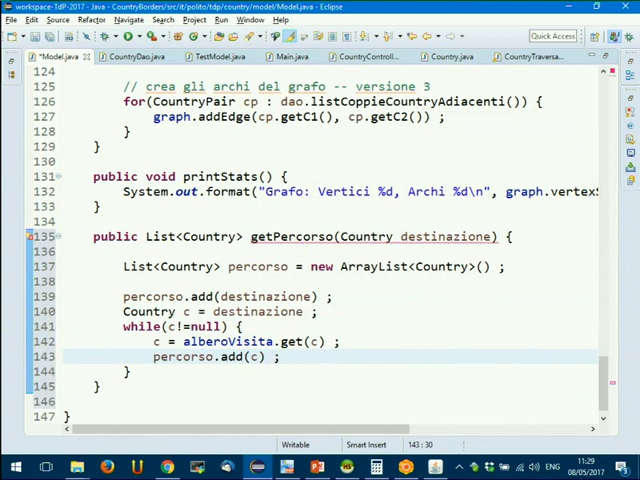 workspace-TdP-2017 - Java - CountryBorders/src/it/polito/tdp/country/model/Model.java - Eclipse
File Edit Source Refactor Navigate Search Project Run Window Help
Quick Access
*Model.java CountryDao.java TestModel.java Main.java CountryControll... Country.java CountryTraversa...
124
125 // crea gli archi del grafo -- versione 3
126 for(CountryPair cp : dao.listCoppieCountryAdiacenti()) {
127 graph.addEdge(cp.getC1(), cp.getC2()) ;
128 }
129 }
130
131 public void printStats() {
132 System.out.format("Grafo: Vertici %d, Archi %d\n", graph.vertexS
133 }
134
135 public List<Country> getPercorso(Country destinazione) {
136
137 List<Country> percorso = new ArrayList<Country>() ;
138
139 percorso.add(destinazione) ;
140 Country c = destinazione ;
141 while(c!=null) {
142 c = alberoVisita.get(c) ;
143 percorso.add(c) ;
144 }
145 }
146
147 }
Writable Smart Insert 143 : 30
ENG 11:29
08/05/2017